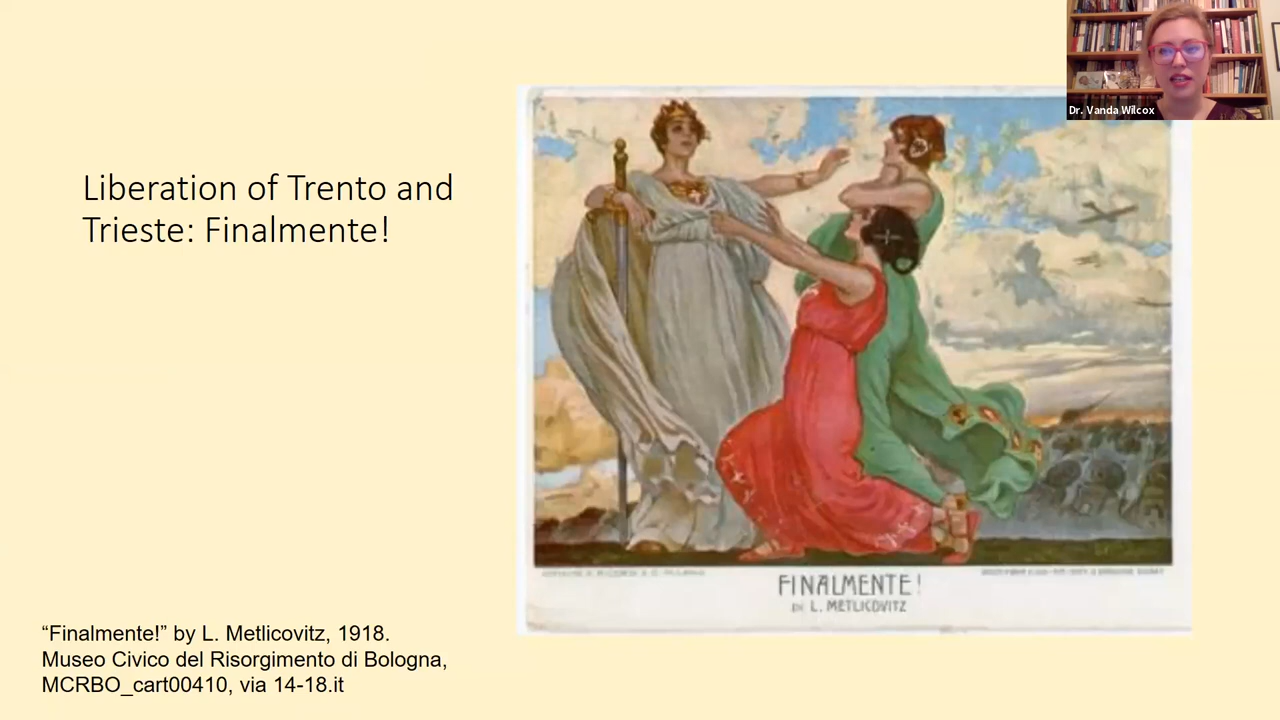 Dr. Vanda Wilcox
Liberation of Trento and
Trieste: Finalmente!
FINALMENTE!
DI L. METLICOVITZ
“Finalmente!” by L. Metlicovitz, 1918.
Museo Civico del Risorgimento di Bologna,
MCRBO_cart00410, via 14-18.it